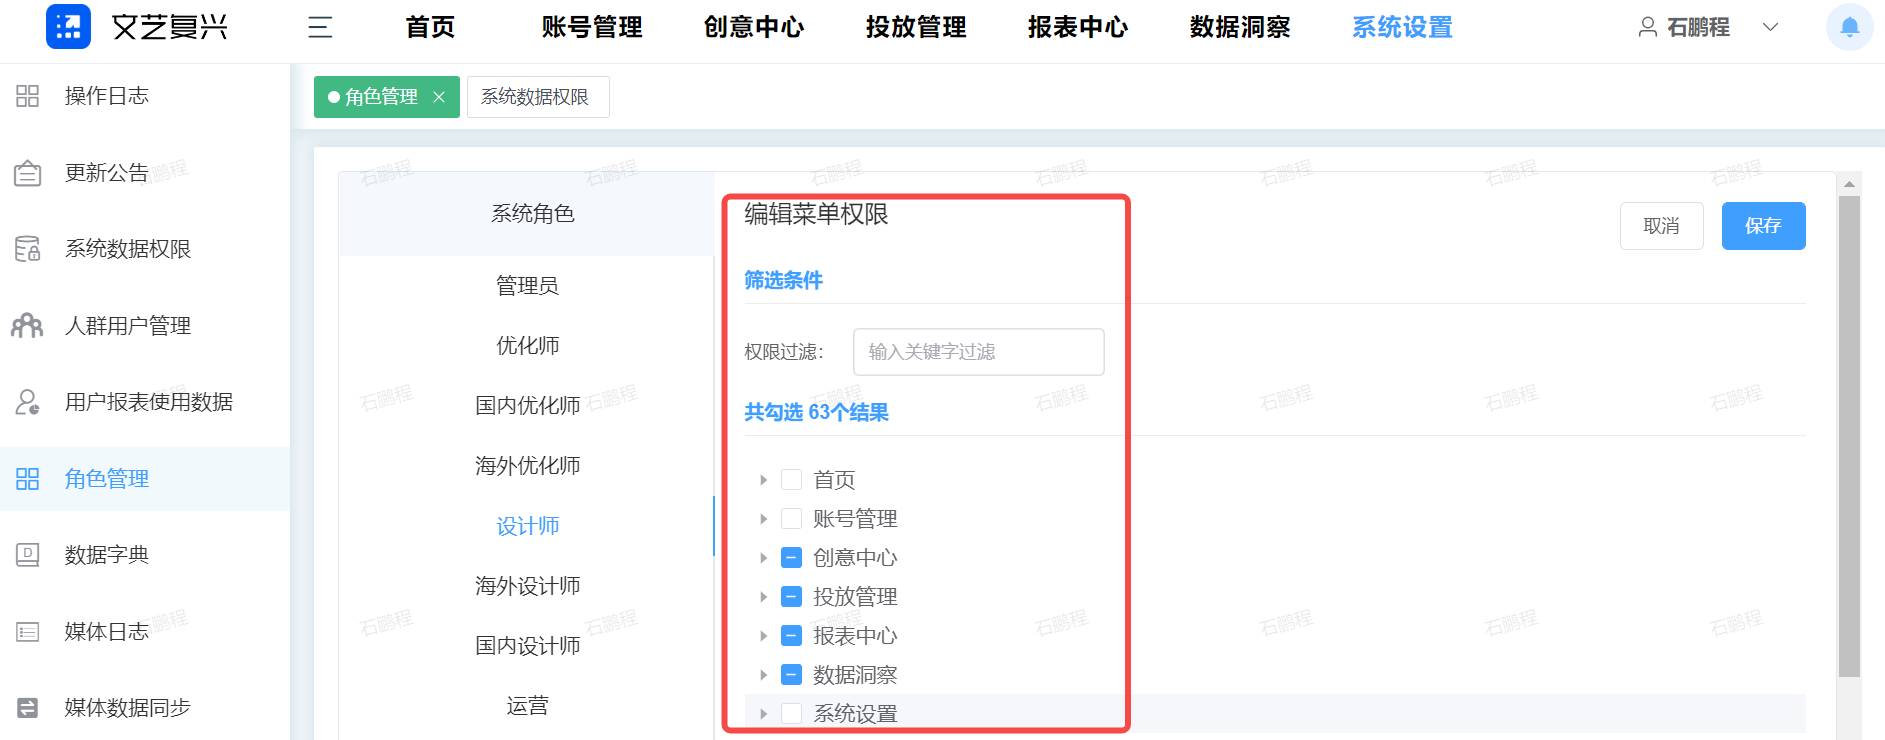 文艺复兴
首页 账号管理 创意中心 投放管理 报表中心 数据洞察 系统设置
石鹏程
操作日志
更新公告
系统数据权限
人群用户管理
用户报表使用数据
角色管理
数据字典
媒体日志
媒体数据同步
角色管理
系统数据权限
系统角色
管理员
优化师
国内优化师
海外优化师
设计师
海外设计师
国内设计师
运营
编辑菜单权限
取消 保存
筛选条件
权限过滤: 输入关键字过滤
共勾选 63个结果
首页
账号管理
创意中心
投放管理
报表中心
数据洞察
系统设置
石鹏程 石鹏程 石鹏程 石鹏程 石鹏程 石鹏程 石鹏程 石鹏程
石鹏程 石鹏程 石鹏程 石鹏程 石鹏程 石鹏程
石鹏程 石鹏程 石鹏程 石鹏程 石鹏程 石鹏程 石鹏程 石鹏程